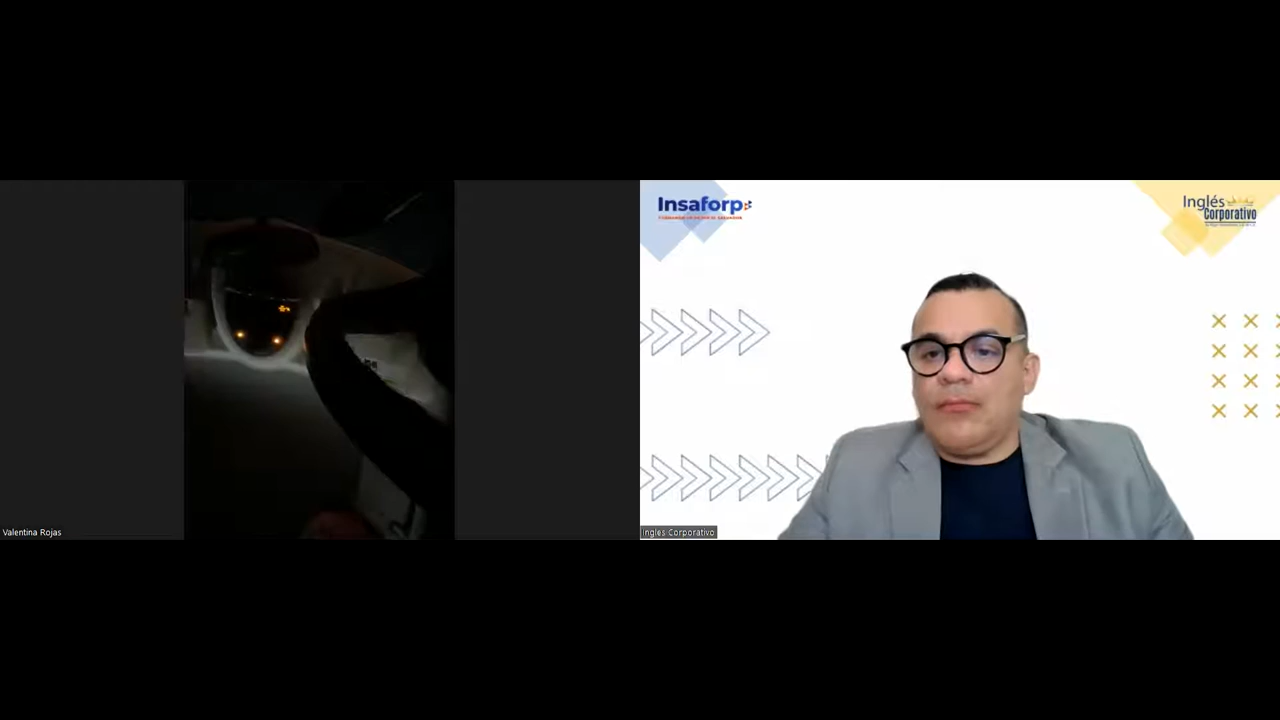 Insaforp
Inglés
Corporativo
Valentina Rojas
Ingles Corporativo